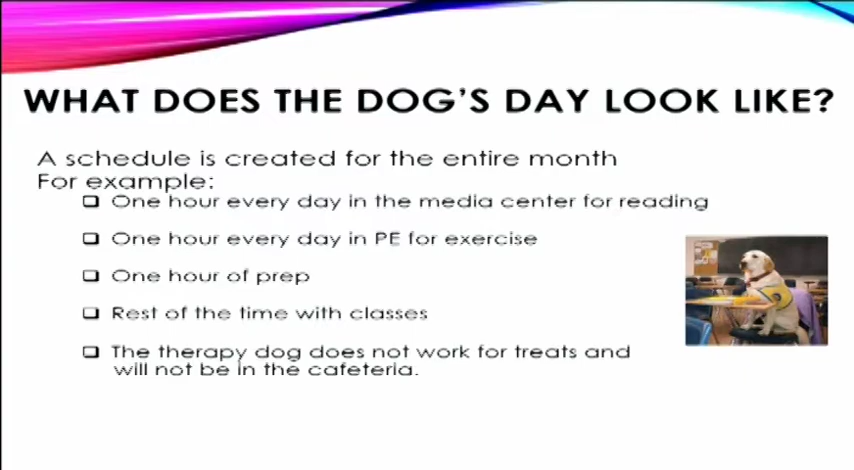 WHAT DOES THE DOG'S DAY LOOK LIKE?
A schedule is created for the entire month
For example:
❑ One hour every day in the media center for reading
❑ One hour every day in PE for exercise
❑ One hour of prep
❑ Rest of the time with classes
❑ The therapy dog does not work for treats and
will not be in the cafeteria.